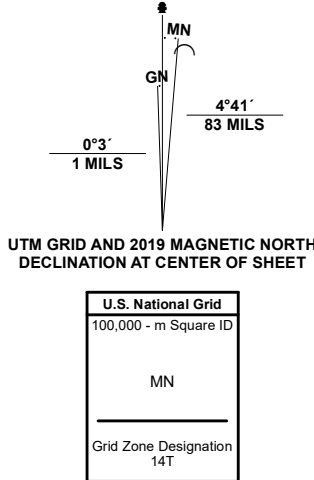 MN
GN
4°41´
83 MILS
0°3´
1 MILS
UTM GRID AND 2019 MAGNETIC NORTH
DECLINATION AT CENTER OF SHEET
U.S. National Grid
100,000 - m Square ID
MN
Grid Zone Designation
14T